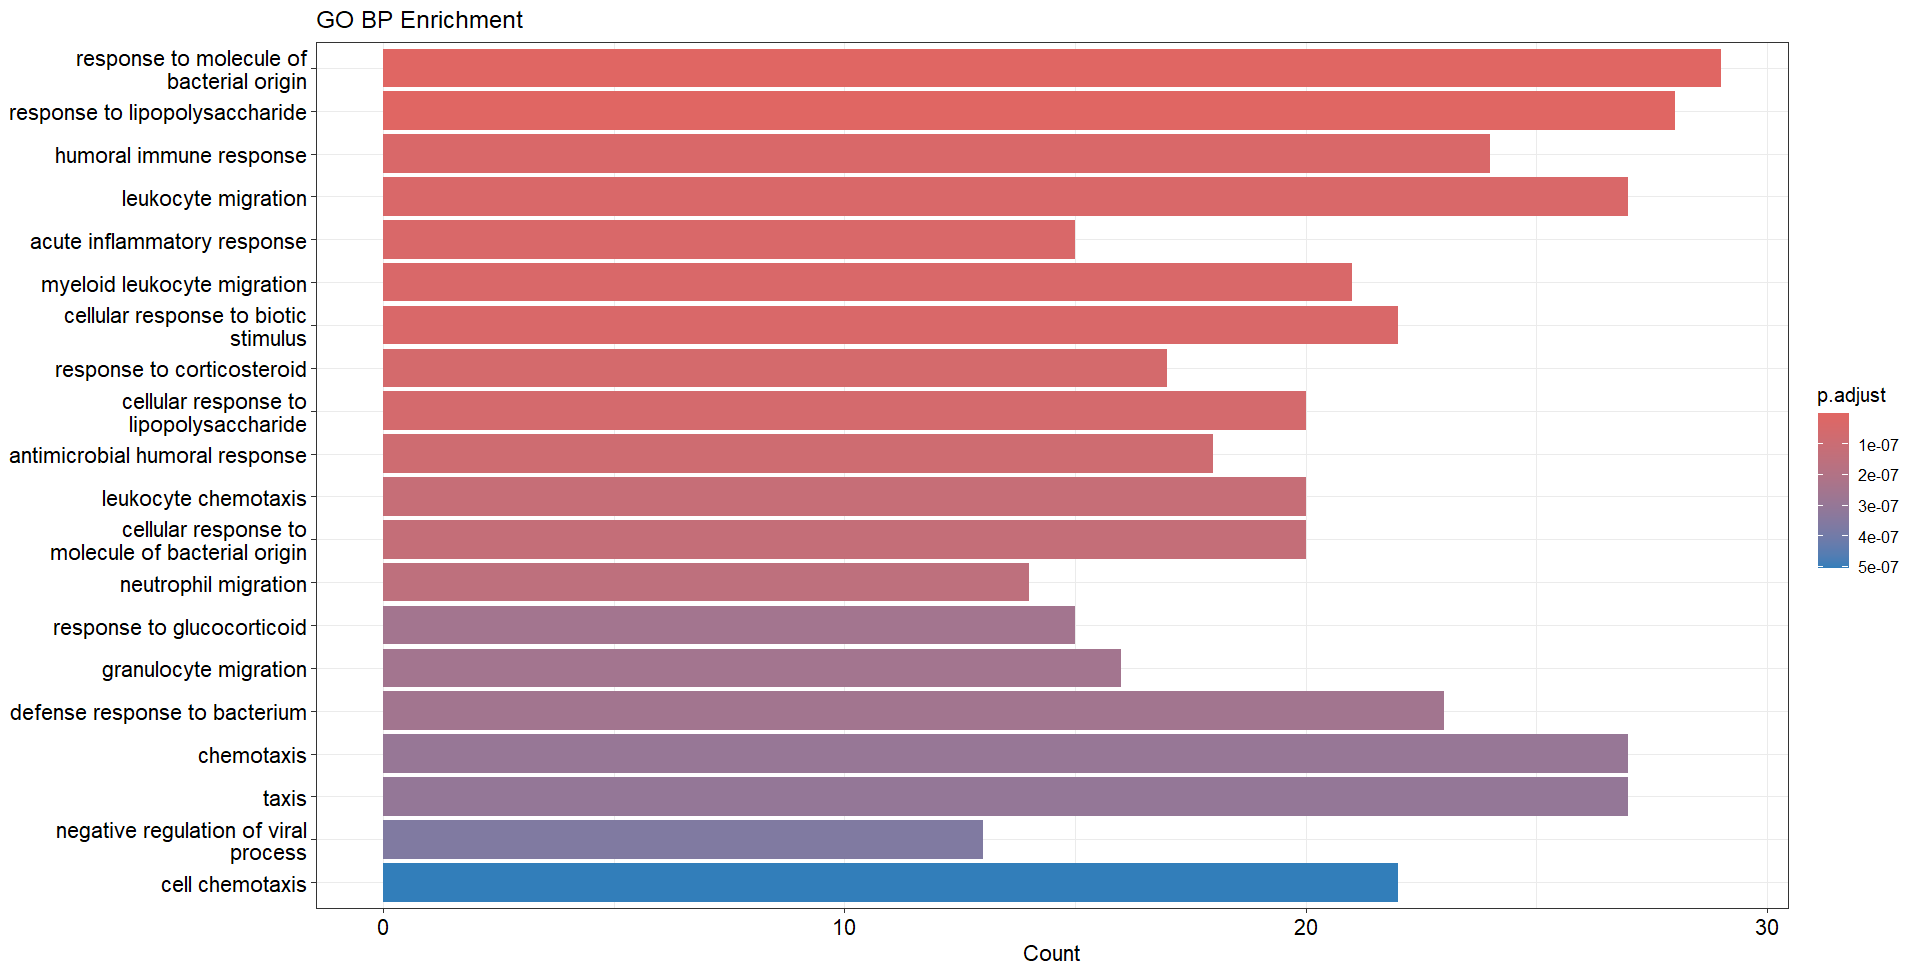 GO BP Enrichment
response to molecule of
bacterial origin
response to lipopolysaccharide
humoral immune response
leukocyte migration
acute inflammatory response
myeloid leukocyte migration
cellular response to biotic
stimulus
response to corticosteroid
cellular response to
lipopolysaccharide
antimicrobial humoral response
leukocyte chemotaxis
cellular response to
molecule of bacterial origin
neutrophil migration
response to glucocorticoid
granulocyte migration
defense response to bacterium
chemotaxis
taxis
negative regulation of viral
process
cell chemotaxis
0 10 20 30
Count
p.adjust
1e-07
2e-07
3e-07
4e-07
5e-07